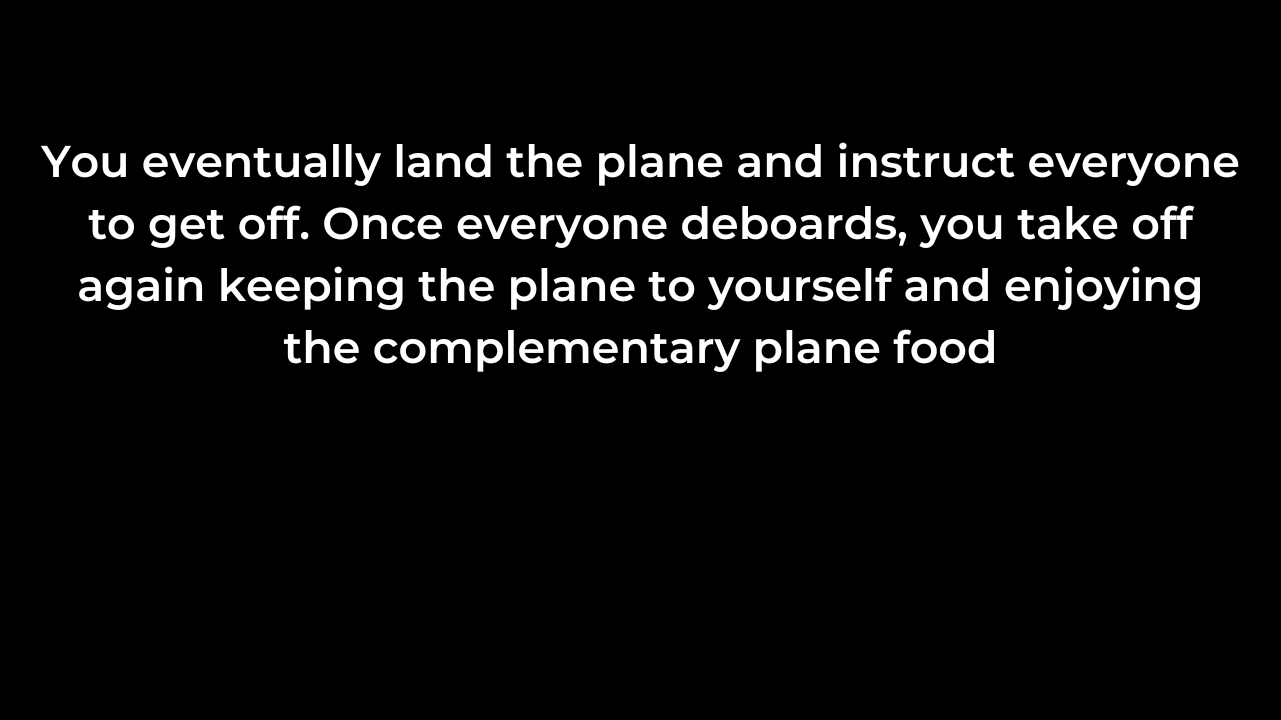 You eventually land the plane and instruct everyone
to get off. Once everyone deboards, you take off
again keeping the plane to yourself and enjoying
the complementary plane food